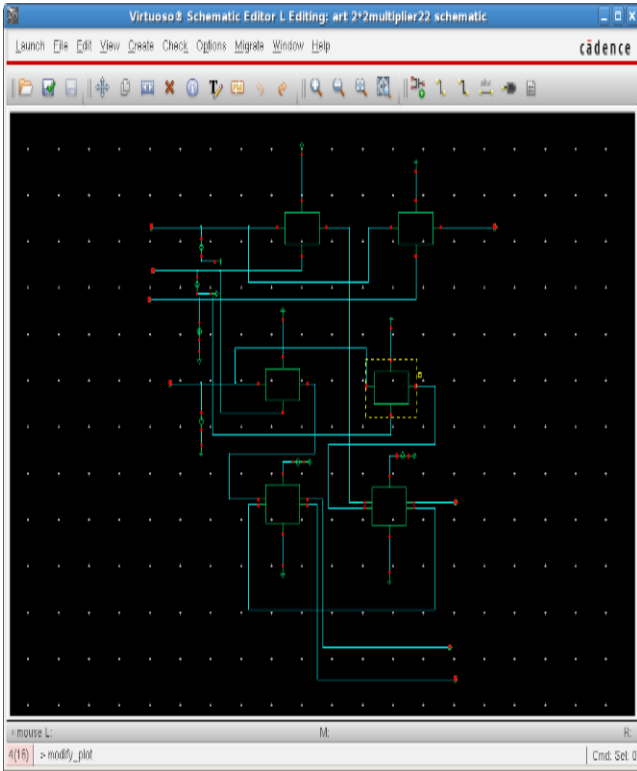 Virtuoso® Schematic Editor L Editing: art 2*2multiplier22 schematic
Launch File Edit View Create Check Options Migrate Window Help
cādence
abc
mouse L: M: R:
4(16) >modify_plot Cmd: Sel: 0